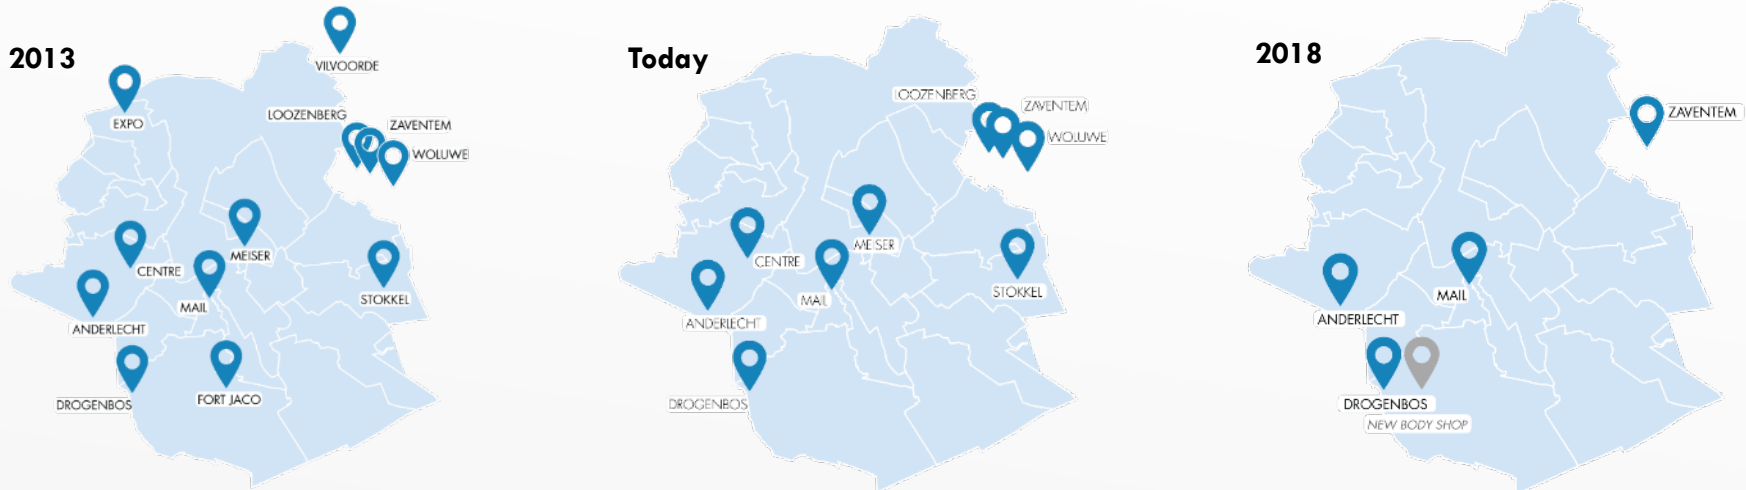 2013
VILVOORDE
EXPO
LOOZENBERG
ZAVENTEM
WOLUWE
MEISER
CENTRE
MAIL
STOKKEL
ANDERLECHT
DROGENBOS
FORT JACO
Today
LOOZENBERG
ZAVENTEM
WOLUWE
MEISER
CENTRE
MAIL
STOKKEL
ANDERLECHT
DROGENBOS
2018
ZAVENTEM
MAIL
ANDERLECHT
DROGENBOS
NEW BODY SHOP